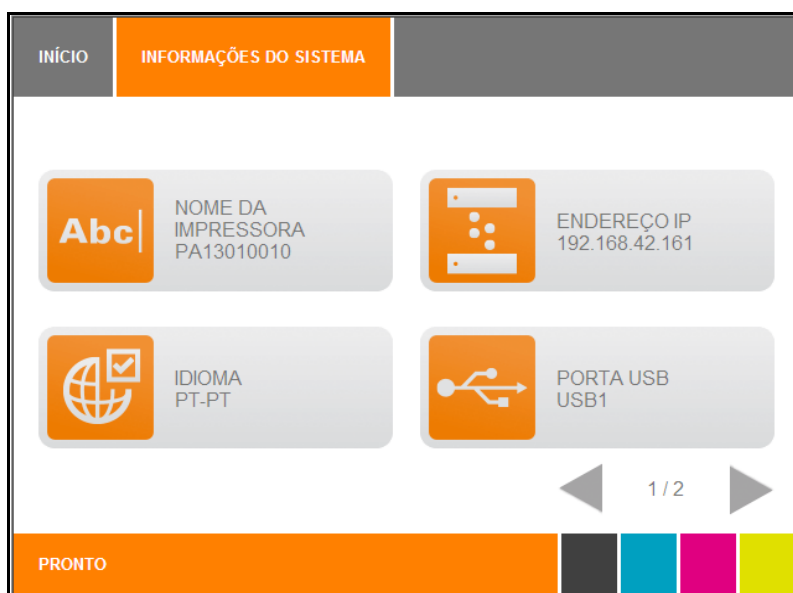 INÍCIO
INFORMAÇÕES DO SISTEMA
Abc
NOME DA
IMPRESSORA
PA13010010
ENDEREÇO IP
192.168.42.161
IDIOMA
PT-PT
PORTA USB
USB1
1 / 2
PRONTO